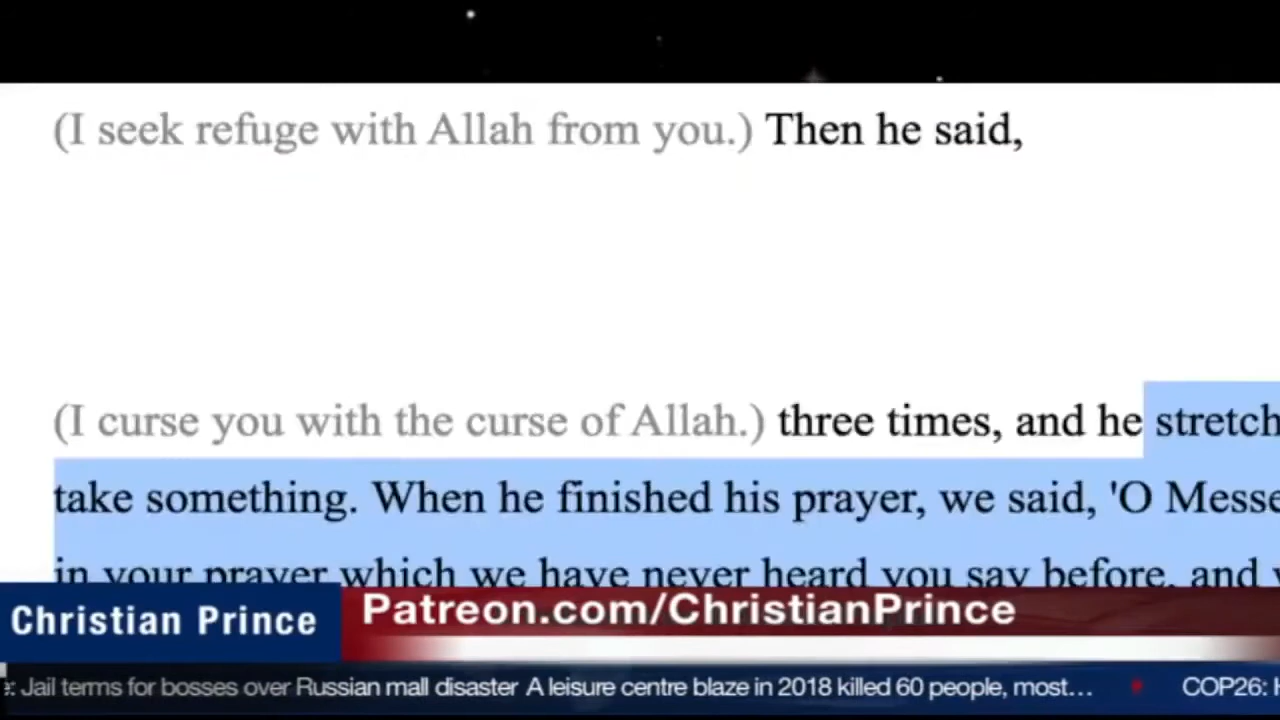 (I seek refuge with Allah from you.) Then he said,
(I curse you with the curse of Allah.) three times, and he stretch
take something. When he finished his prayer, we said, 'O Messe
in your prayer which we have never heard you say before, and
Christian Prince
Patreon.com/ChristianPrince
e: Jail terms for bosses over Russian mall disaster A leisure centre blaze in 2018 killed 60 people, most... COP26: H